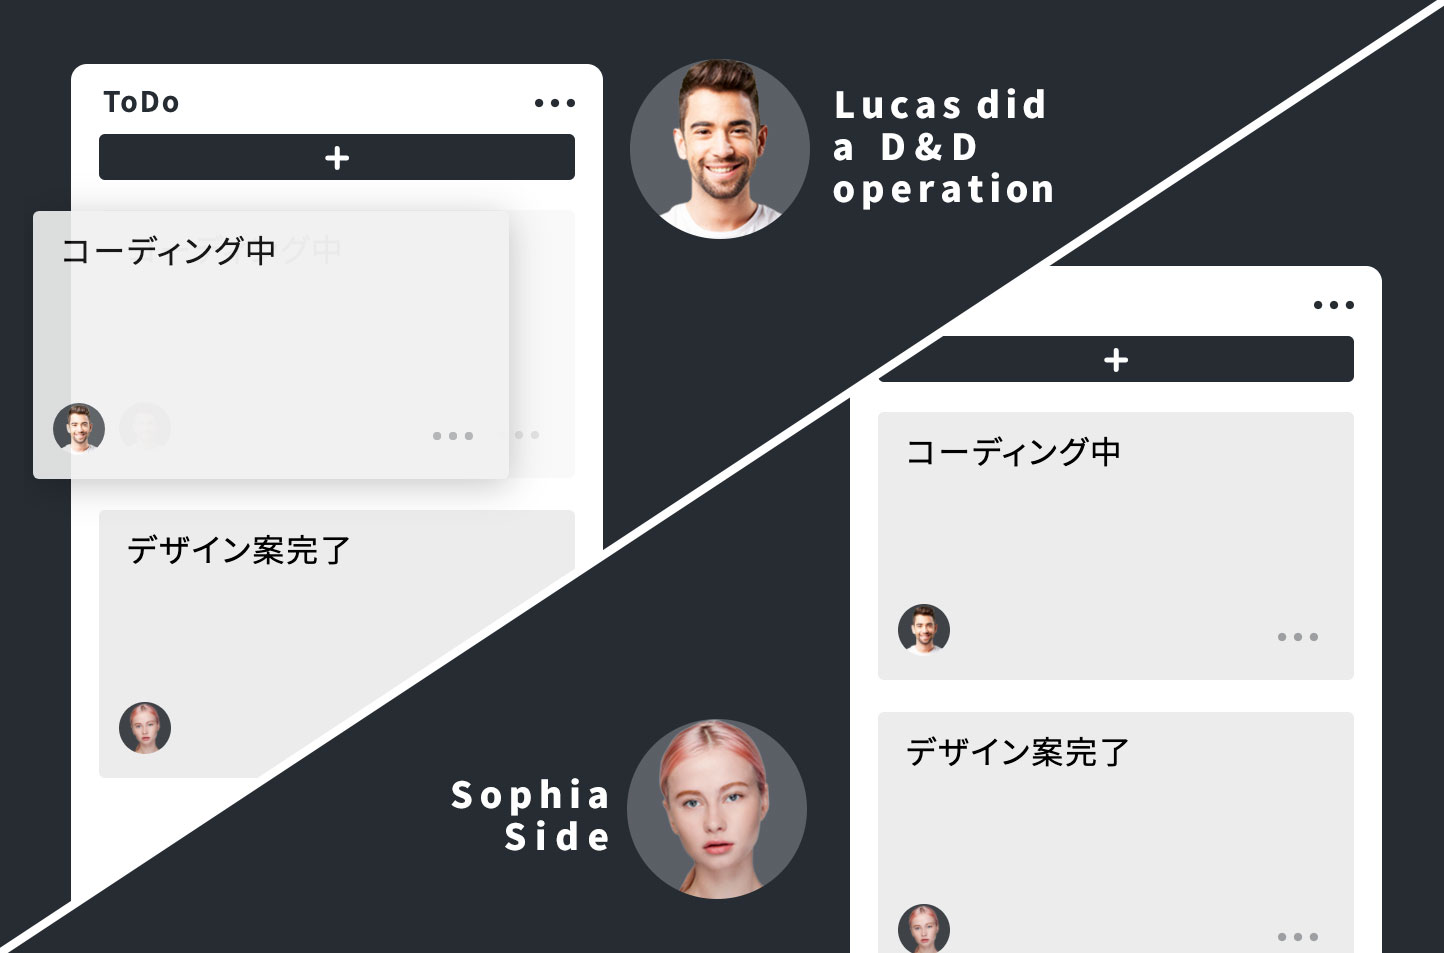 ToDo
+
コーディング中
デザイン案完了
Lucas did
a D&D
operation
Sophia
Side
+
コーディング中
デザイン案完了